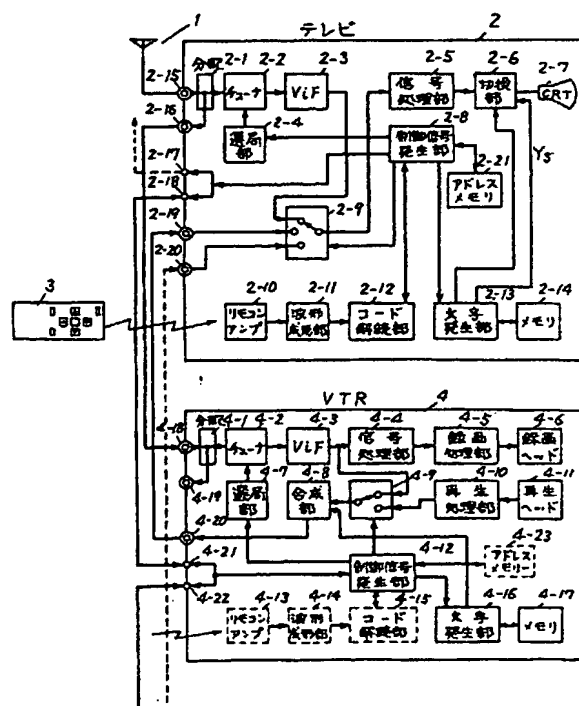 1
テレビ
2
分配
2-1
2-2
2-3
2-5
2-6
2-7
2-15
チューナ
ViF
信号
処理部
切換
部
CRT
2-16
2-4
選局
部
2-8
制御信号
発生部
Ys
2-17
2-18
2-21
アドレス
メモリ
2-9
2-19
2-20
3
2-10
2-11
2-12
2-13
2-14
リモコン
アンプ
波形
成形部
コード
解読部
文字
発生部
メモリ
VTR
4
分配
4-1
4-2
4-3
4-4
4-5
4-6
4-18
チューナ
ViF
信号
処理部
録画
処理部
録画
ヘッド
4-19
4-7
4-8
4-9
4-10
4-11
選局
部
合成
部
再生
処理部
再生
ヘッド
4-20
4-21
4-12
制御信号
発生部
4-23
アドレス
メモリー
4-22
4-13
4-14
4-15
4-16
4-17
リモコン
アンプ
波形
成形部
コード
解読部
文字
発生部
メモリ